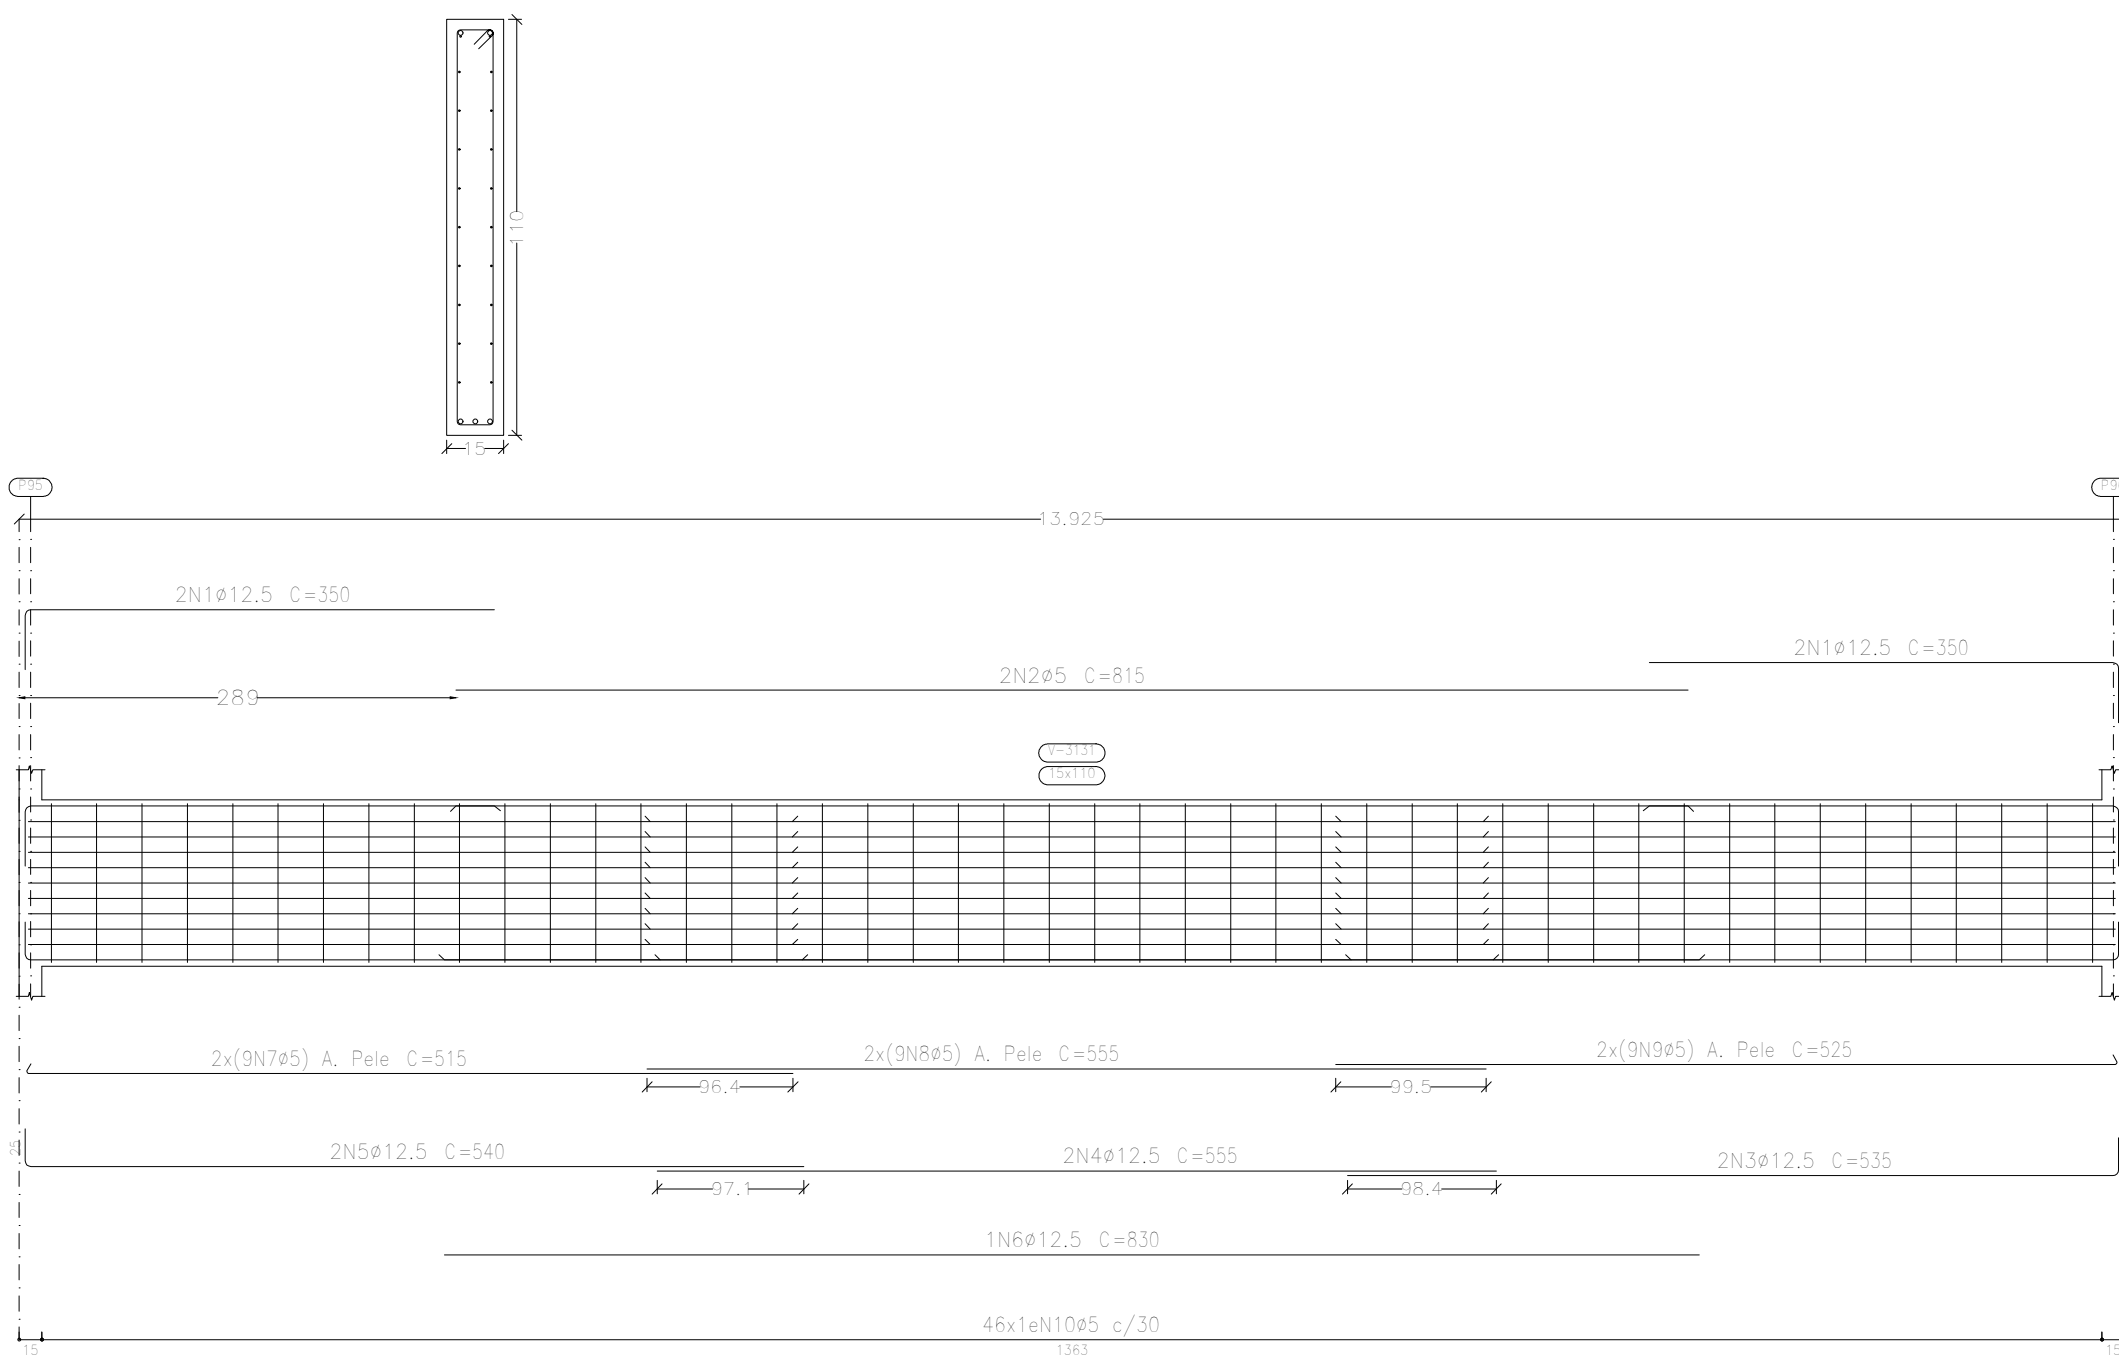 110
15
P95
13.925
2N1ø12.5 C=350
2N1ø12.5 C=350
2N2ø5 C=815
289
V-3131
15x110
2x(9N7ø5) A. Pele C=515
2x(9N8ø5) A. Pele C=555
2x(9N9ø5) A. Pele C=525
96.4
99.5
25
2N5ø12.5 C=540
2N4ø12.5 C=555
2N3ø12.5 C=535
97.1
98.4
1N6ø12.5 C=830
46x1eN10ø5 c/30
15
1363
15